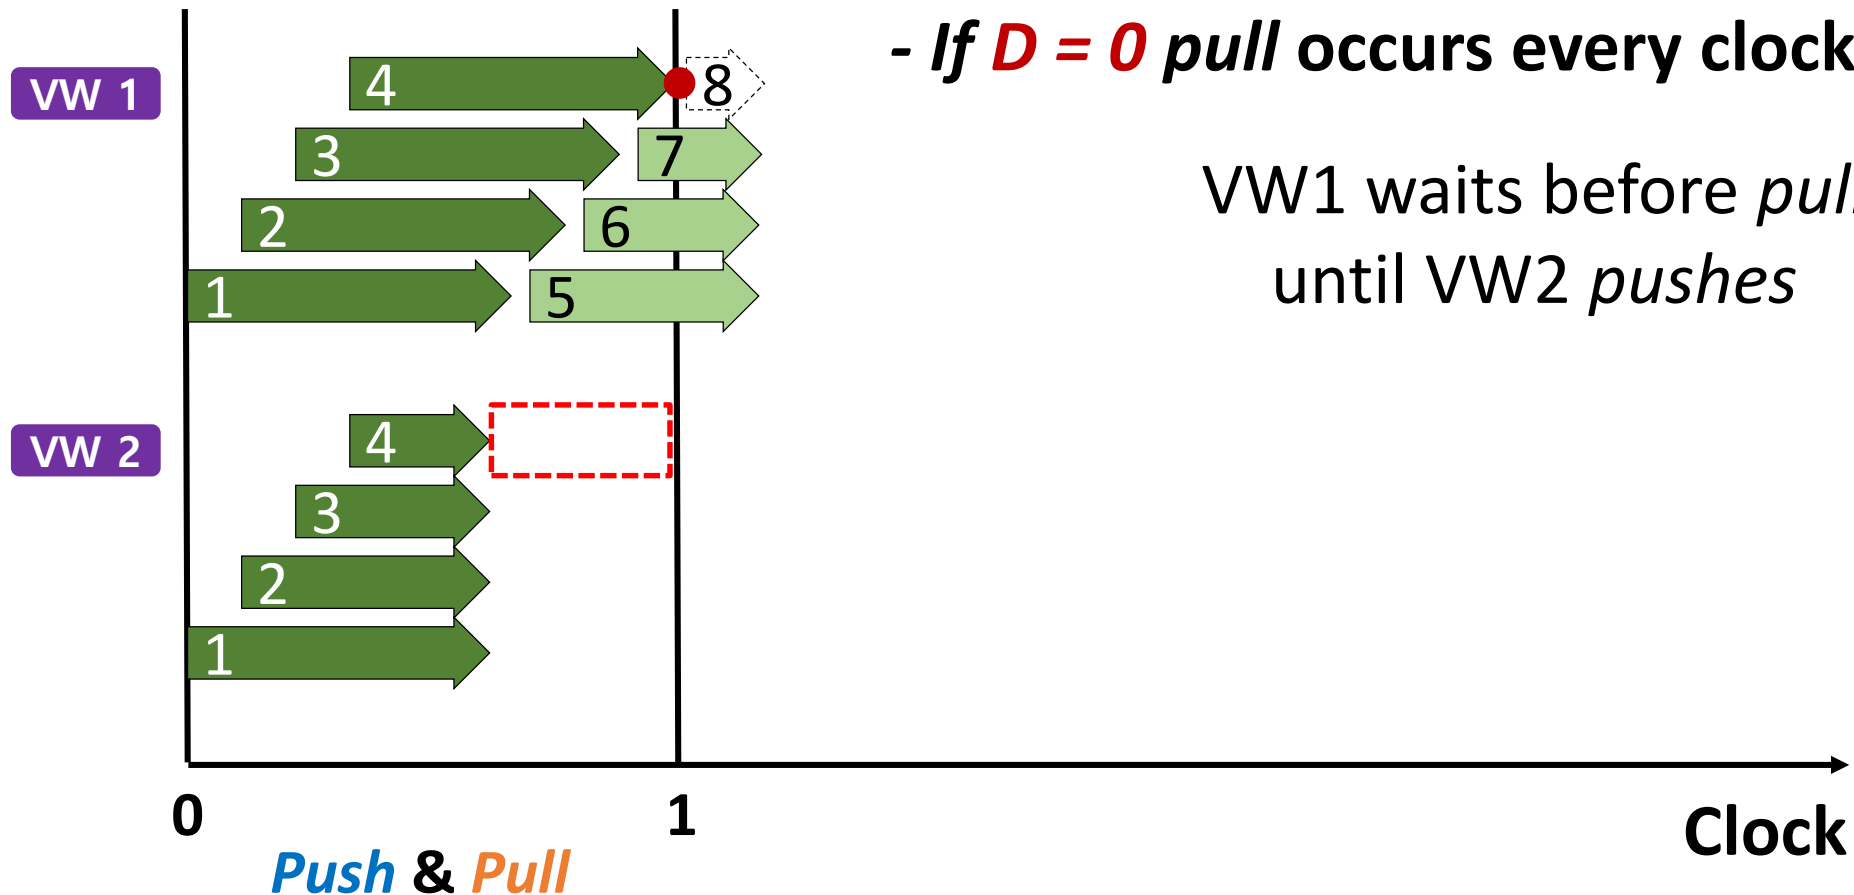 - If D = 0 pull occurs every clock
VW1 waits before pull
until VW2 pushes
VW 1
4
8
3
7
2
6
1
5
VW 2
4
3
2
1
0
1
Clock
Push & Pull